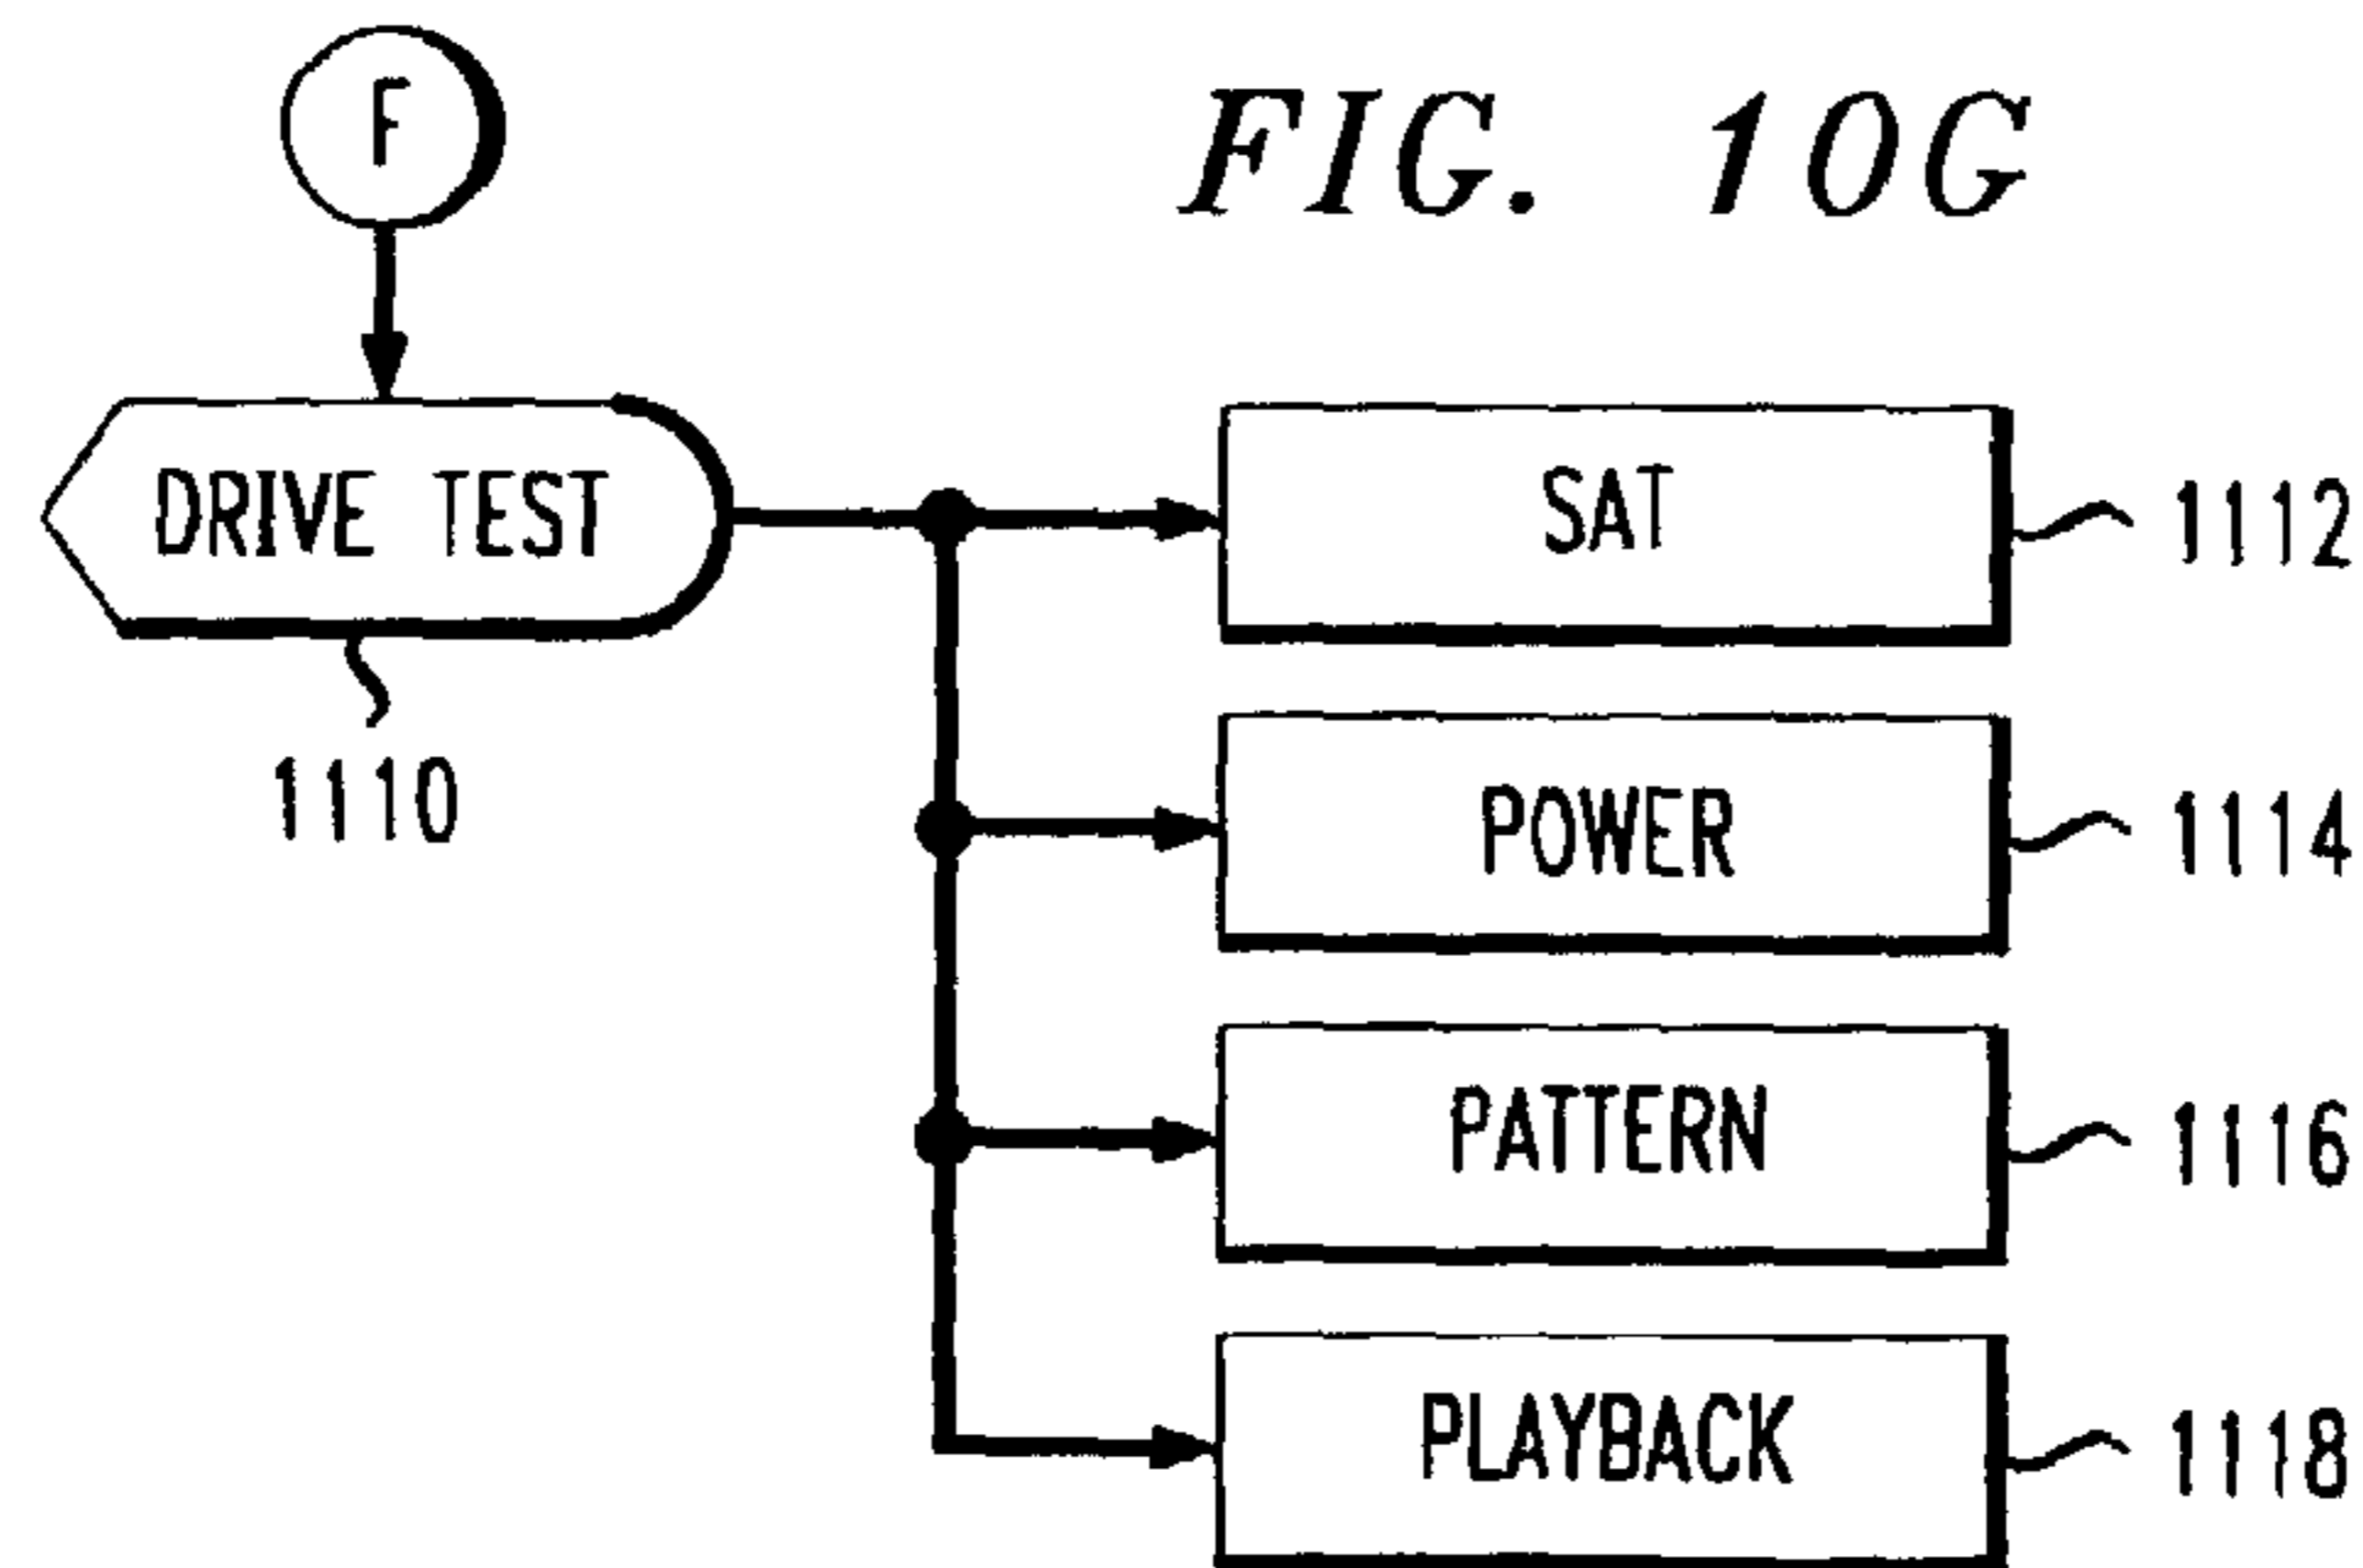 F
FIG. 10G
DRIVE TEST
1110
SAT
1112
POWER
1114
PATTERN
1116
PLAYBACK
1118